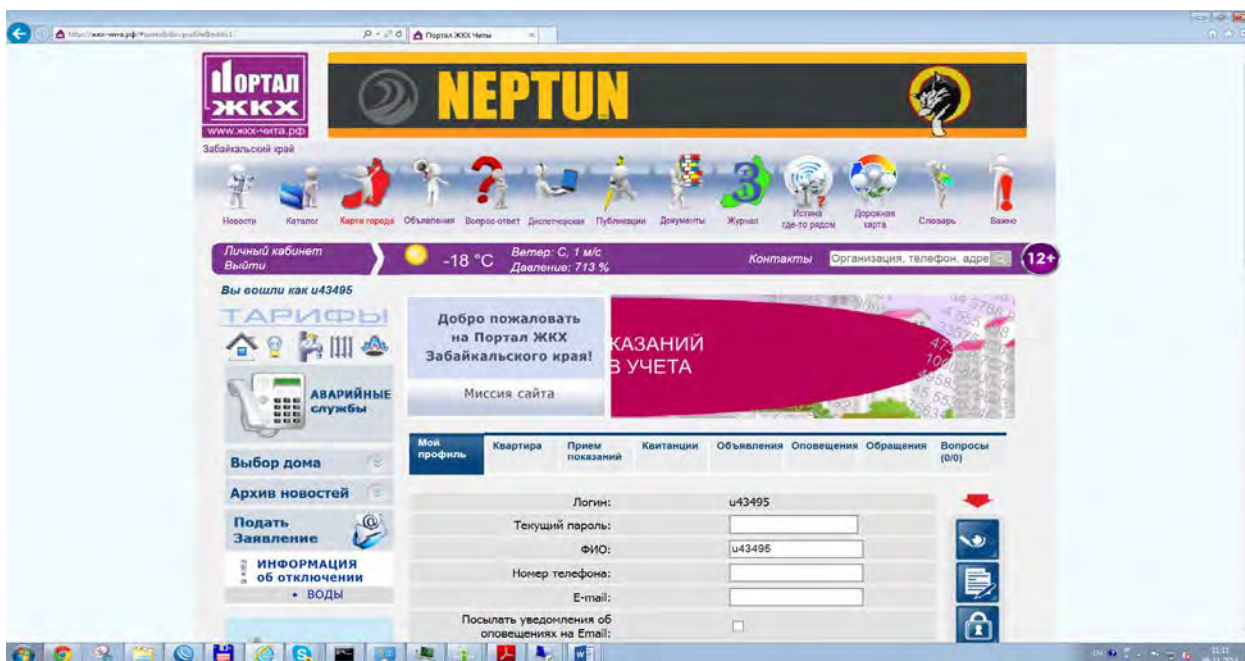 Портал ЖКХ Читы
Портал
ЖКХ
www.жкх-чита.рф
NEPTUN
Забайкальский край
Новости
Каталог
Карта города
Объявления
Вопрос-ответ
Диспетчерская
Публикации
Документы
3
Журнал
Истина
где-то рядом
Дорожная
карта
Словарь
Важно
Личный кабинет
Выйти
-18 °C
Ветер: С, 1 м/с
Давление: 713 %
Контакты
Организация, телефон, адре
12+
Вы вошли как u43495
ТАРИФЫ
АВАРИЙНЫЕ
службы
Выбор дома
Архив новостей
Подать
Заявление
ИНФОРМАЦИЯ
об отключении
• ВОДЫ
Добро пожаловать
на Портал ЖКХ
Забайкальского края!
Миссия сайта
КАЗАНИЙ
В УЧЕТА
Мой
профиль
Квартира
Прием
показаний
Квитанции
Объявления
Оповещения
Обращения
Вопросы
(0/0)
Логин:
u43495
Текущий пароль:
ФИО:
u43495
Номер телефона:
E-mail:
Посылать уведомления об
оповещениях на Email:
EN
11:11